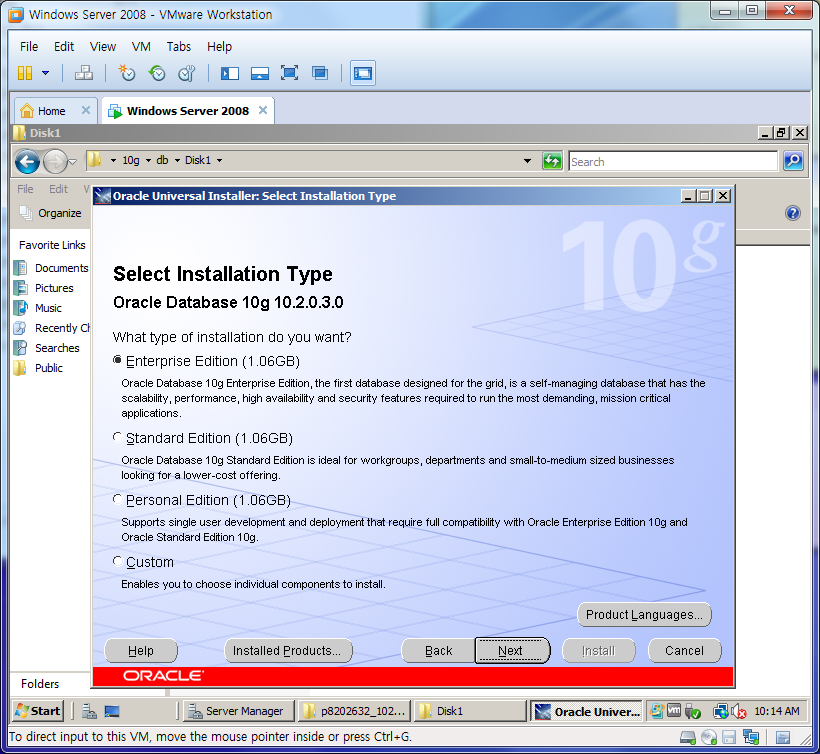 Windows Server 2008 - VMware Workstation
File Edit View VM Tabs Help
Home Windows Server 2008
Disk1
10g db Disk1 Search
File Edit V
Organize
Favorite Links
Documents
Pictures
Music
Recently Ch
Searches
Public
Folders
Oracle Universal Installer: Select Installation Type
10g
Select Installation Type
Oracle Database 10g 10.2.0.3.0
What type of installation do you want?
Enterprise Edition (1.06GB)
Oracle Database 10g Enterprise Edition, the first database designed for the grid, is a self-managing database that has the
scalability, performance, high availability and security features required to run the most demanding, mission critical
applications.
Standard Edition (1.06GB)
Oracle Database 10g Standard Edition is ideal for workgroups, departments and small-to-medium sized businesses
looking for a lower-cost offering.
Personal Edition (1.06GB)
Supports single user development and deployment that require full compatibility with Oracle Enterprise Edition 10g and
Oracle Standard Edition 10g.
Custom
Enables you to choose individual components to install.
Product Languages...
Help Installed Products... Back Next Install Cancel
ORACLE
Start Server Manager p8202632_102... Disk1 Oracle Univer... 10:14 AM
To direct input to this VM, move the mouse pointer inside or press Ctrl+G.